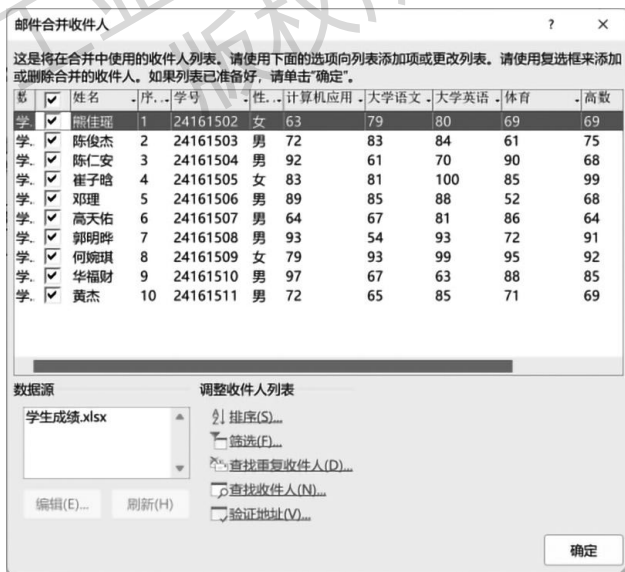 邮件合并收件人 ? ×
这是将在合并中使用的收件人列表。请使用下面的选项向列表添加项或更改列表。请使用复选框来添加
或删除合并的收件人。如果列表已准备好，请单击"确定"。
数 姓名 序... 学号 性... 计算机应用 大学语文 大学英语 体育 高数
学. 熊佳瑶 1 24161502 女 63 79 80 69 69
学. 陈俊杰 2 24161503 男 72 83 84 61 75
学. 陈仁安 3 24161504 男 92 61 70 90 68
学. 崔子晗 4 24161505 女 83 81 100 85 99
学. 邓理 5 24161506 男 89 85 88 52 68
学. 高天佑 6 24161507 男 64 67 81 86 64
学. 郭明晔 7 24161508 男 93 54 93 72 91
学. 何婉琪 8 24161509 女 79 93 99 95 92
学. 华福财 9 24161510 男 97 67 63 88 85
学. 黄杰 10 24161511 男 72 65 85 71 69
数据源
学生成绩.xlsx
编辑(E)... 刷新(H)
调整收件人列表
排序(S)...
筛选(F)...
查找重复收件人(D)...
查找收件人(N)...
验证地址(V)...
确定